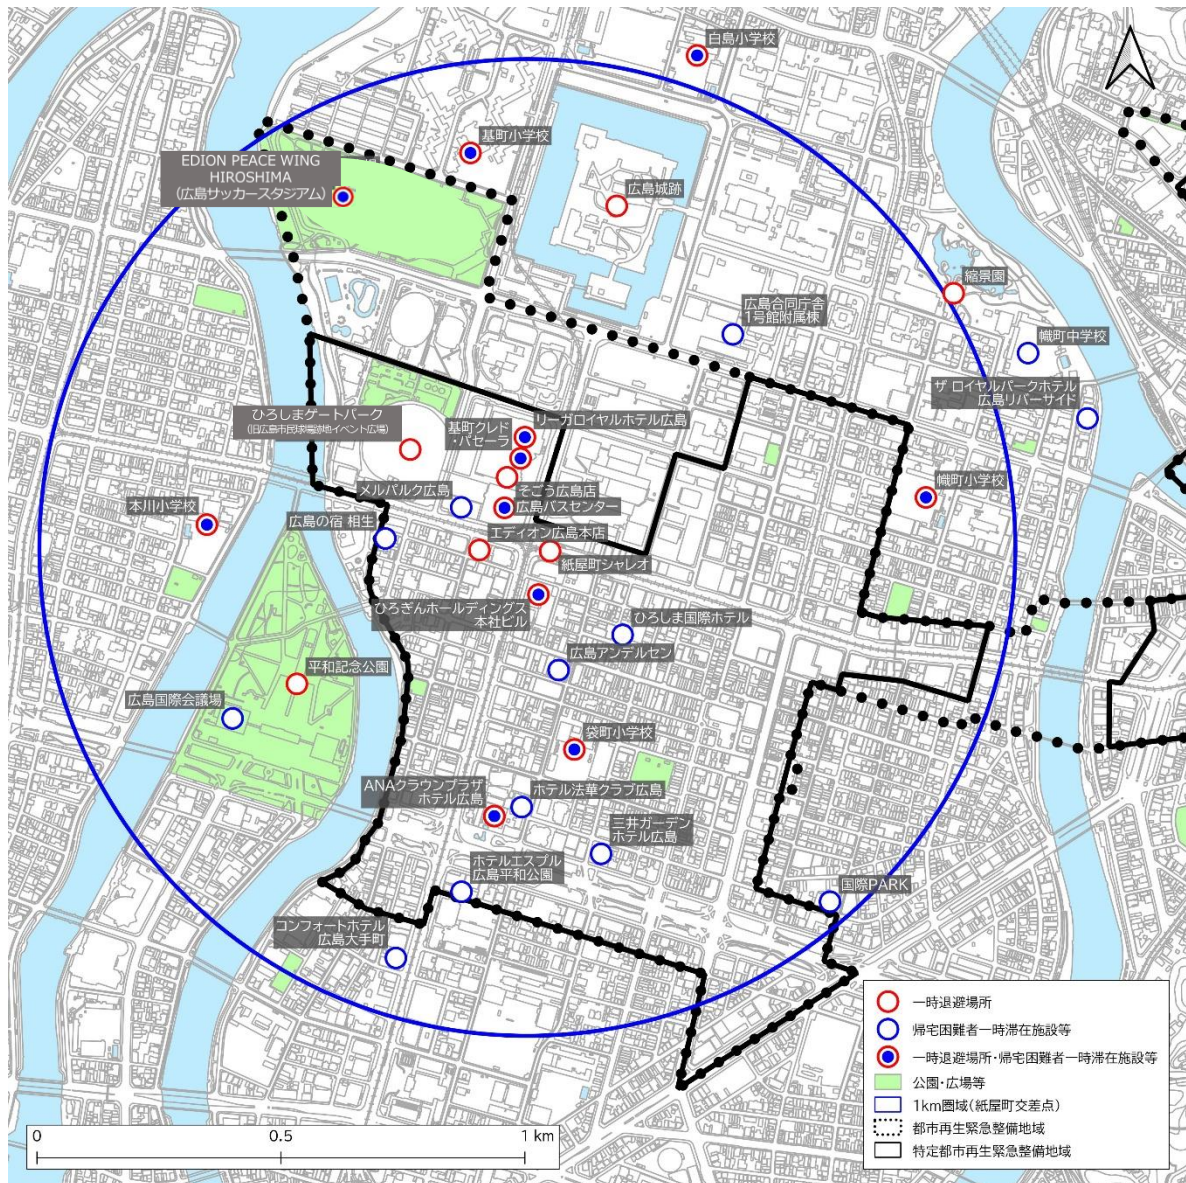 白島小学校
基町小学校
EDION PEACE WING
HIROSHIMA
(広島サッカースタジアム)
広島城跡
縮景園
広島合同庁舎
1号館附属棟
幟町中学校
ザ ロイヤルパークホテル
広島リバーサイド
ひろしまゲートパーク
(旧広島市民球場跡地イベント広場)
基町クレド
・パセーラ
リーガロイヤルホテル広島
幟町小学校
メルパルク広島
そごう広島店
広島バスセンター
本川小学校
広島の宿 相生
エディオン広島本店
紙屋町シャレオ
ひろぎんホールディングス
本社ビル
ひろしま国際ホテル
広島アンデルセン
平和記念公園
広島国際会議場
袋町小学校
ANAクラウンプラザ
ホテル広島
ホテル法華クラブ広島
三井ガーデン
ホテル広島
ホテルエスプル
広島平和公園
国際PARK
コンフォートホテル
広島大手町
一時退避場所
帰宅困難者一時滞在施設等
一時退避場所・帰宅困難者一時滞在施設等
公園・広場等
1km圏域(紙屋町交差点)
都市再生緊急整備地域
特定都市再生緊急整備地域
0 0.5 1 km